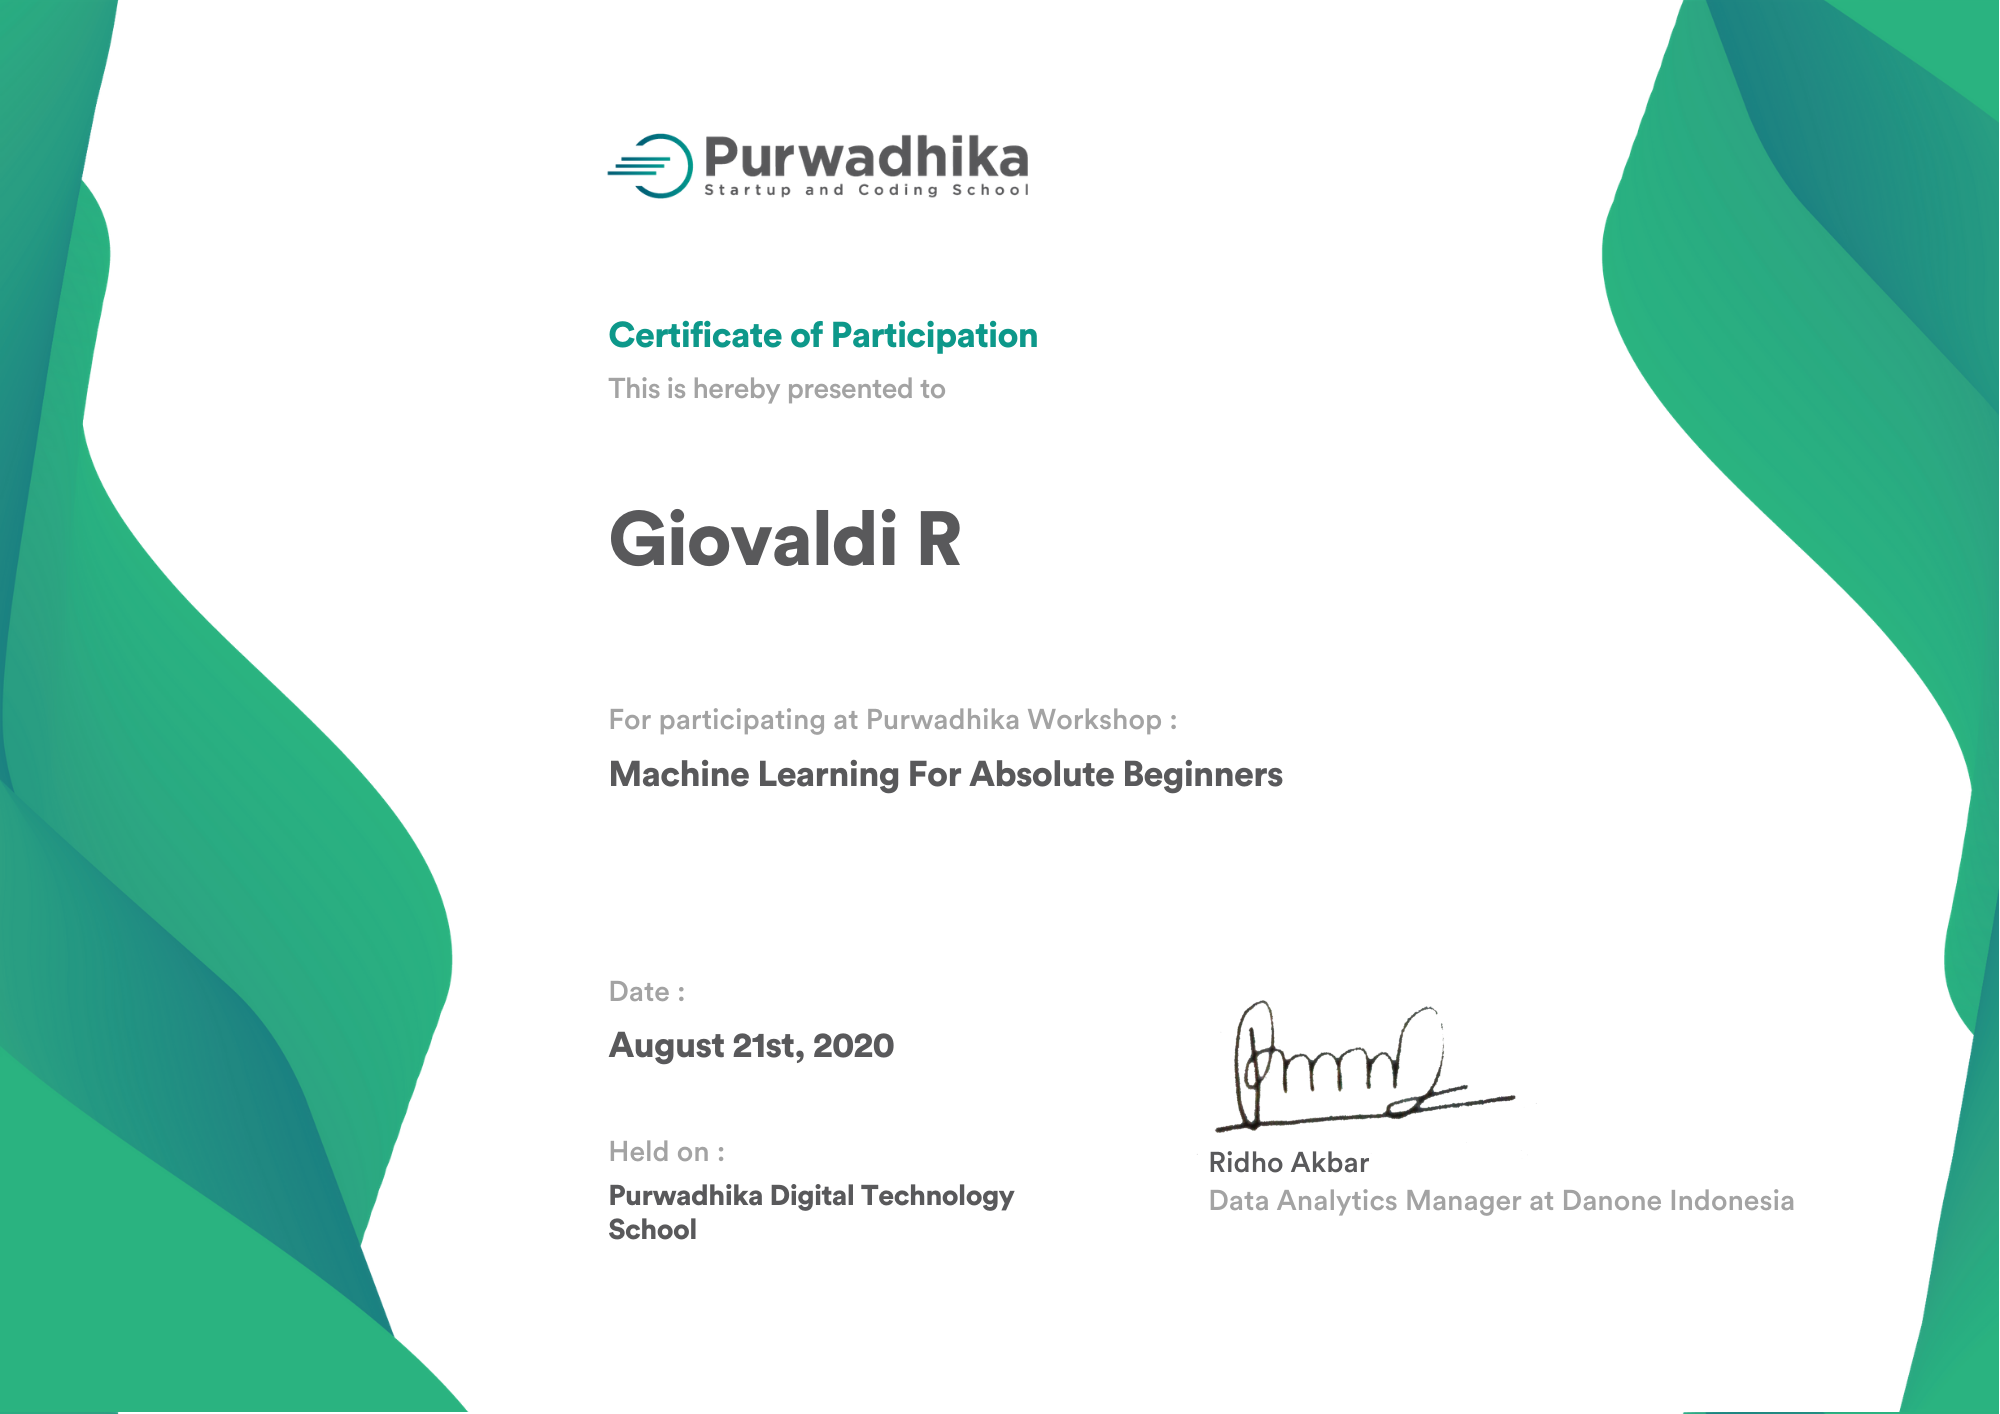 Purwadhika
Startup and Coding School
Certificate of Participation
This is hereby presented to
Giovaldi R
For participating at Purwadhika Workshop :
Machine Learning For Absolute Beginners
Date :
August 21st, 2020
Held on :
Purwadhika Digital Technology
School
Ridho Akbar
Data Analytics Manager at Danone Indonesia